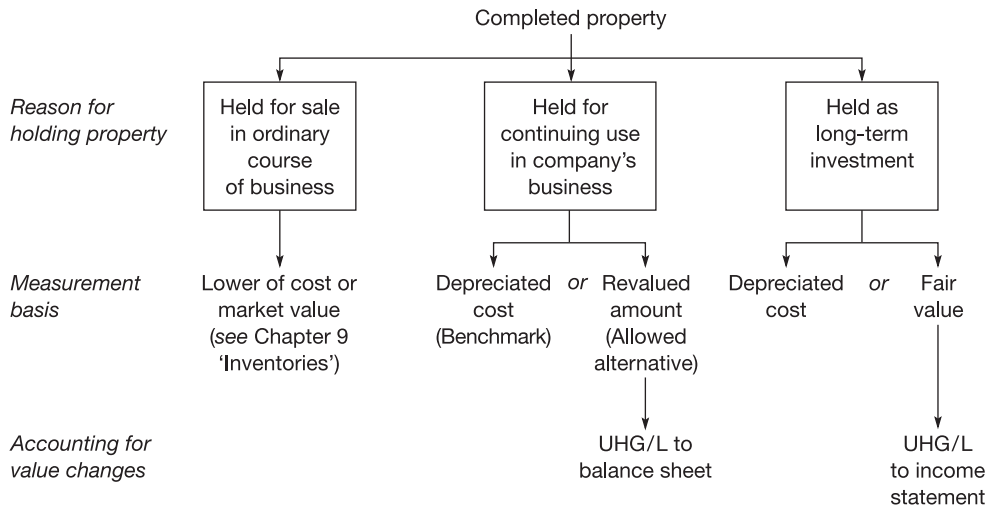 Completed property
Reason for
holding property
Held for sale
in ordinary
course
of business
Held for
continuing use
in company's
business
Held as
long-term
investment
Measurement
basis
Lower of cost or
market value
(see Chapter 9
'Inventories')
Depreciated
cost
(Benchmark)
or
Revalued
amount
(Allowed
alternative)
Depreciated
cost
or
Fair
value
Accounting for
value changes
UHG/L to
balance sheet
UHG/L
to income
statement